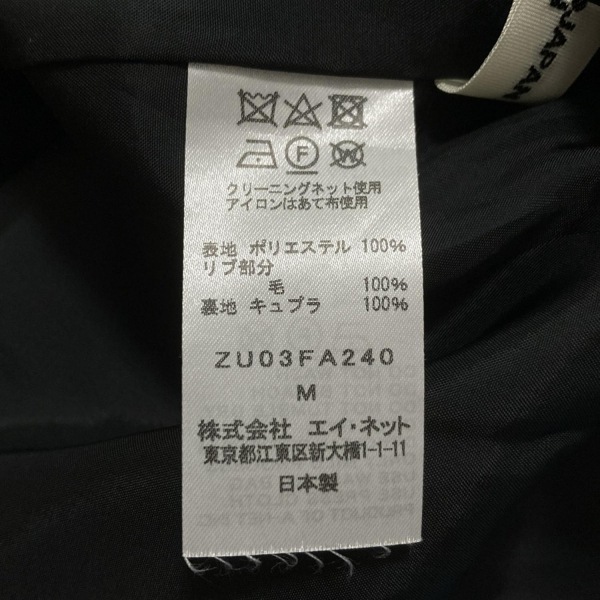 JAPAN
F
W
クリーニングネット使用
アイロンはあて布使用
表地 ポリエステル 100%
リブ部分
毛 100%
裏地 キュプラ 100%
ZU03FA240
M
株式会社 エイ・ネット
東京都江東区新大橋1-1-11
日本製